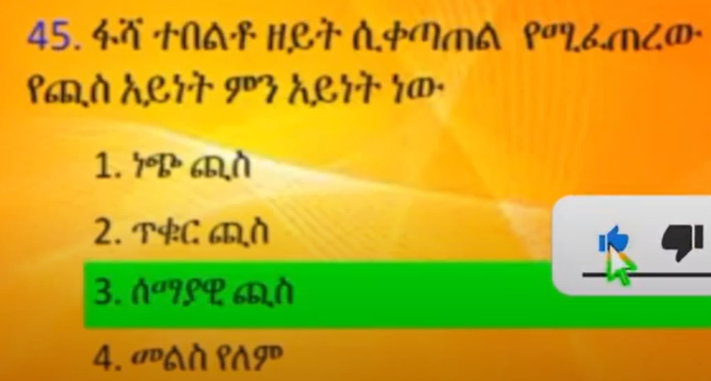 45. ፋሻ ተበልቶ ዘይት ሲቀጣጠል የሚፈጠረው
የጪስ አይነት ምን አይነት ነው
1. ነጭ ጪስ
2. ጥቁር ጪስ
3. ሰማያዊ ጪስ
4. መልስ የለም